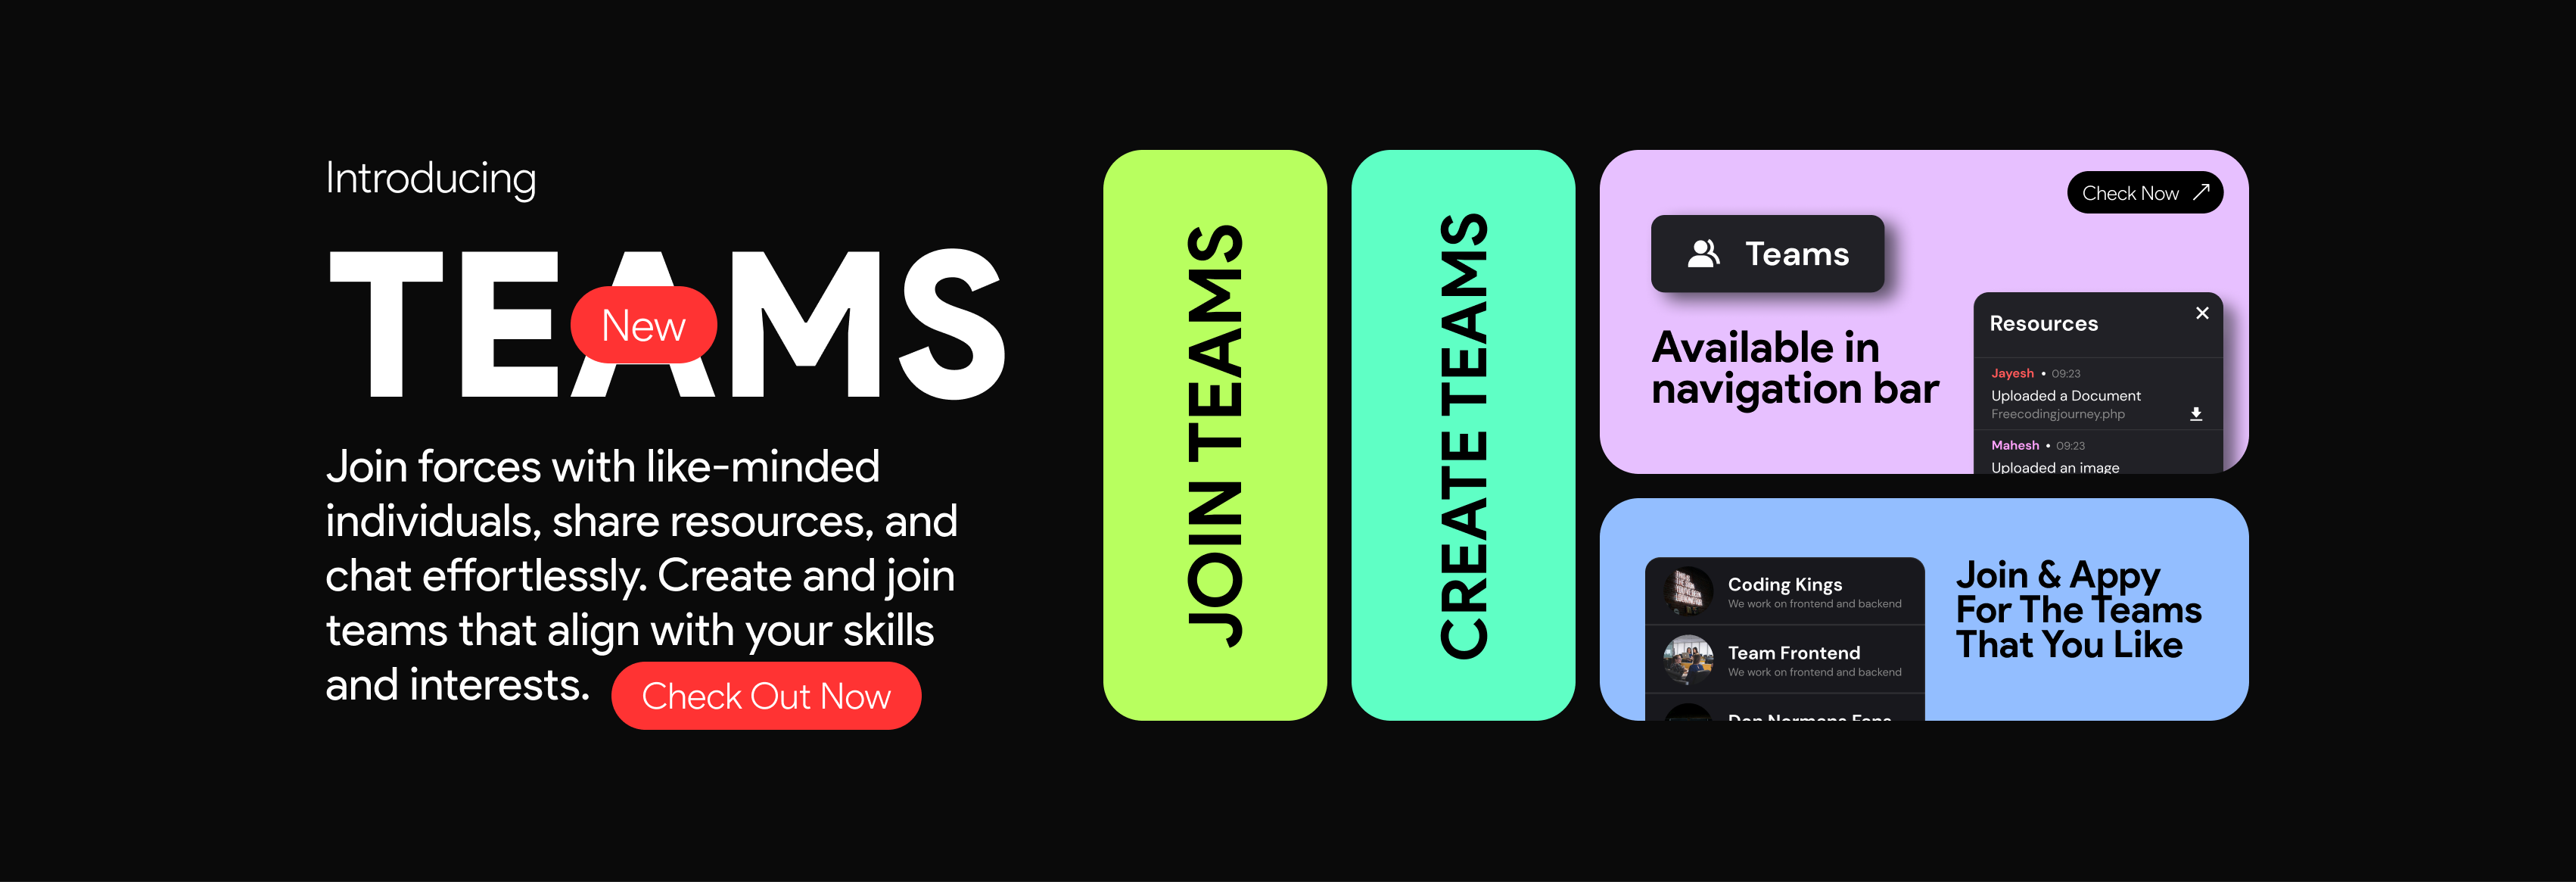 Introducing
TEAMS
New
Join forces with like-minded
individuals, share resources, and
chat effortlessly. Create and join
teams that align with your skills
and interests.
Check Out Now
JOIN TEAMS
CREATE TEAMS
Check Now
Teams
Available in
navigation bar
Resources
Jayesh • 09:23
Uploaded a Document
Freecodingjourney.php
Mahesh • 09:23
Uploaded an image
Coding Kings
We work on frontend and backend
Team Frontend
We work on frontend and backend
Don Normans Fans
Join & Appy
For The Teams
That You Like